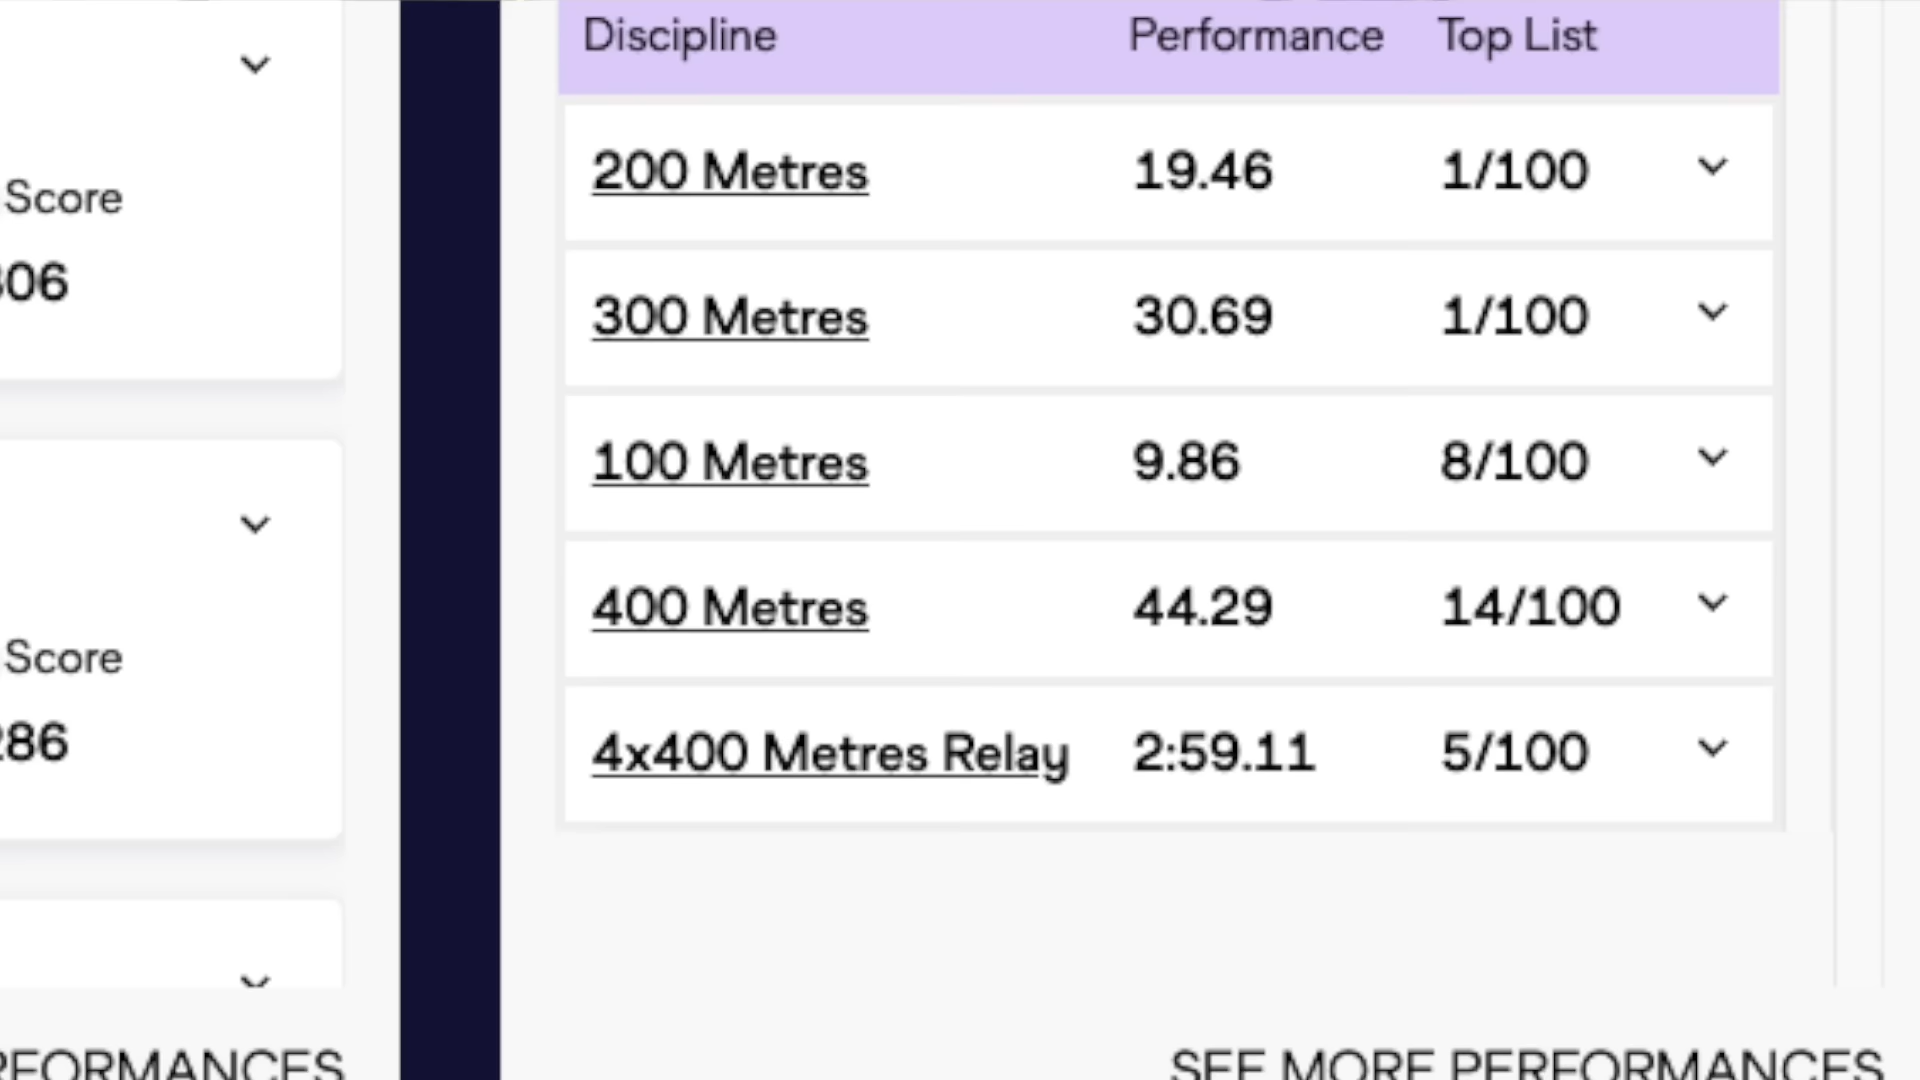 Score
Score
286
Discipline Performance Top List
200 Metres 19.46 1/100
300 Metres 30.69 1/100
100 Metres 9.86 8/100
400 Metres 44.29 14/100
4x400 Metres Relay 2:59.11 5/100
SEE MORE PERFORMANCES